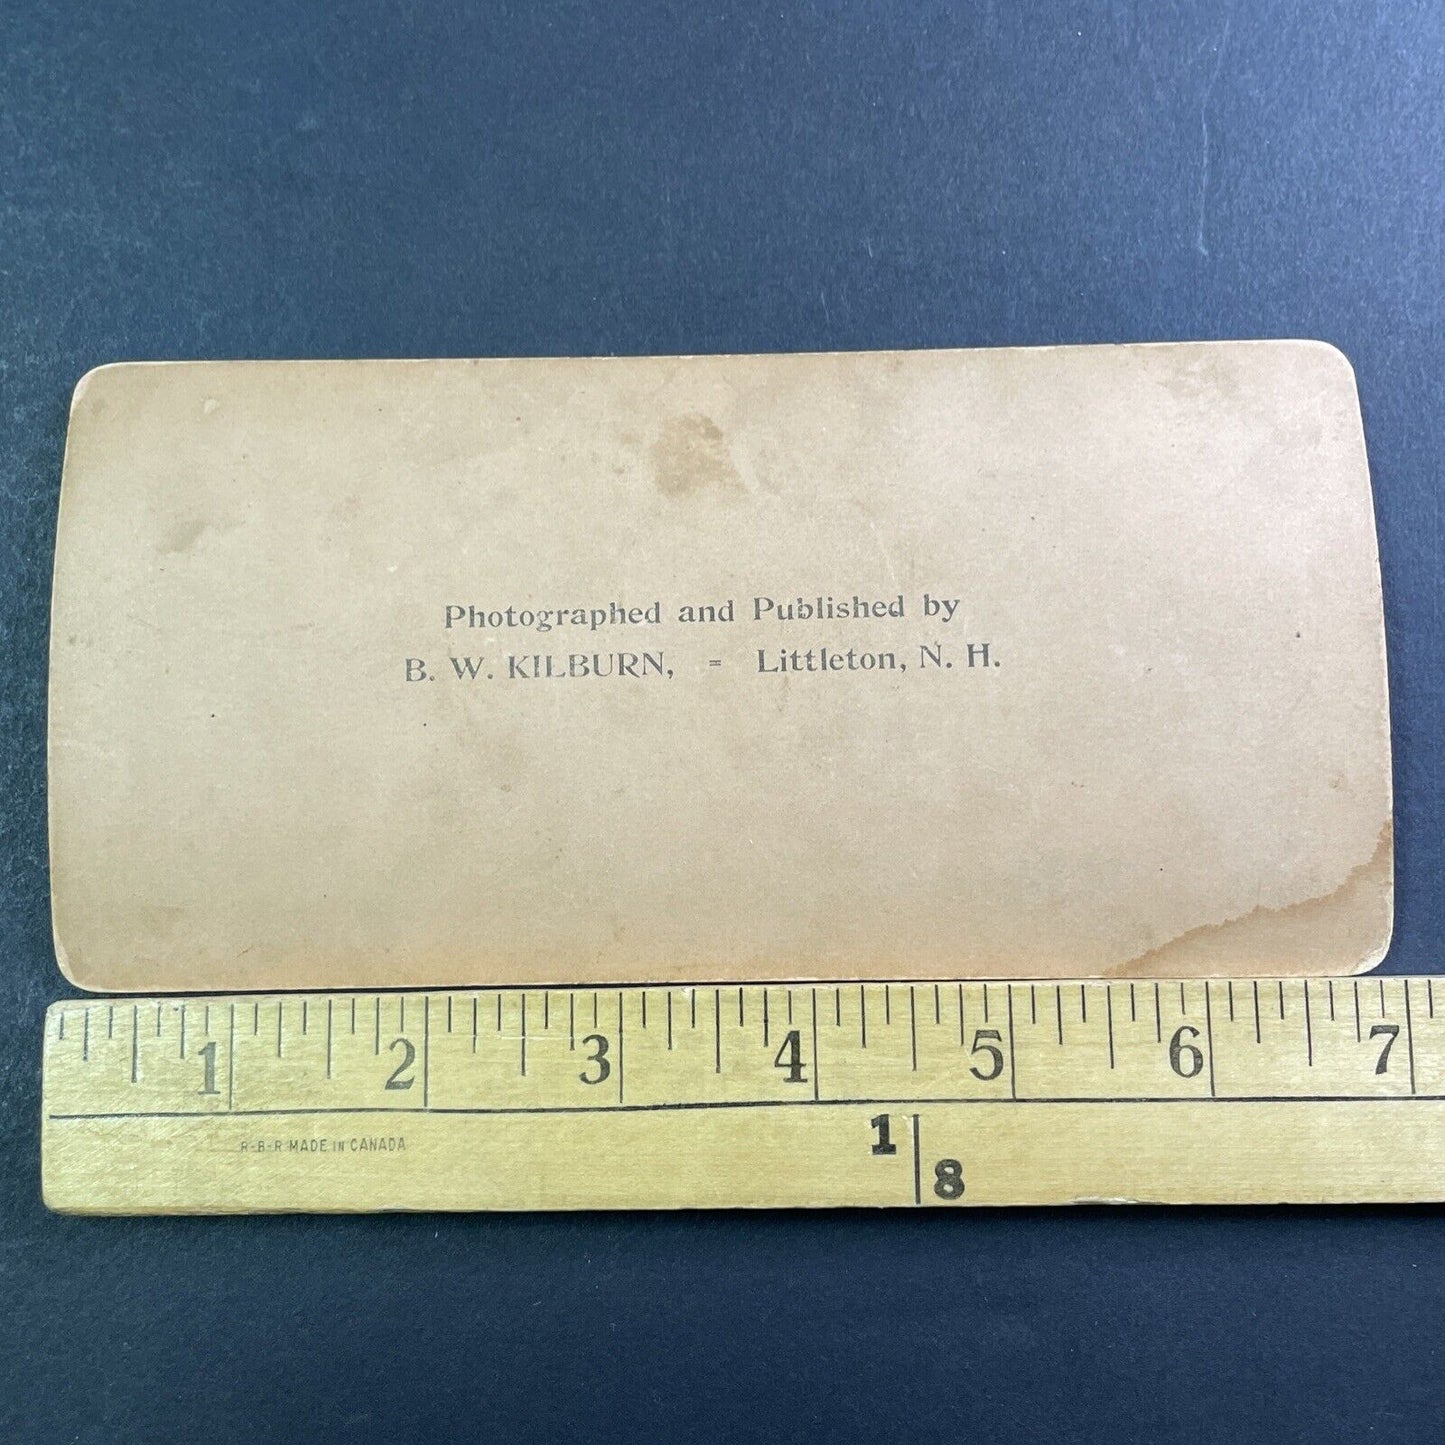 Photographed and Published by
B. W. KILBURN, = Littleton, N. H.
1 2 3 4 5 6 7
R-B-R MADE IN CANADA
1
8